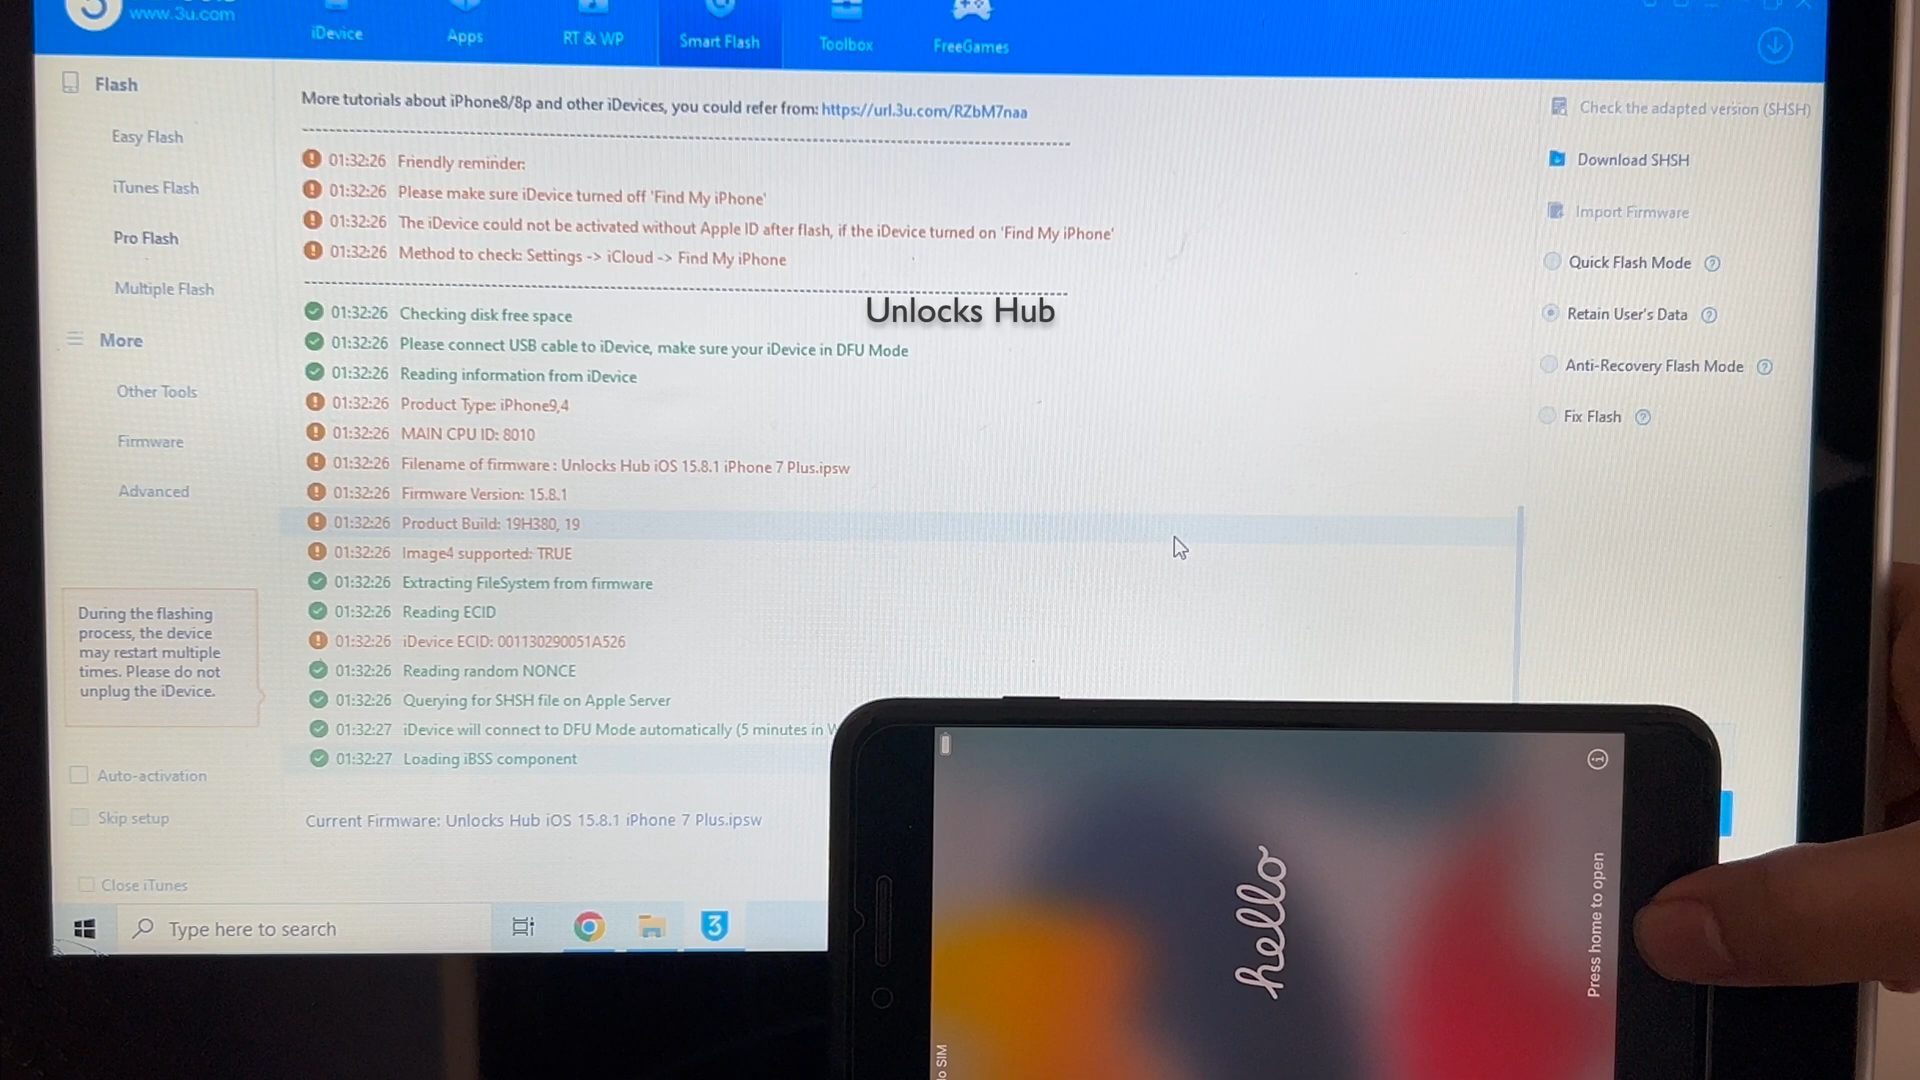 www.3u.com
iDevice
Apps
RT & WP
Smart Flash
Toolbox
FreeGames
Flash
Easy Flash
iTunes Flash
Pro Flash
Multiple Flash
More
Other Tools
Firmware
Advanced
During the flashing
process, the device
may restart multiple
times. Please do not
unplug the iDevice.
Auto-activation
Skip setup
Close iTunes
More tutorials about iPhone8/8p and other iDevices, you could refer from: https://url.3u.com/RZbM7naa
01:32:26 Friendly reminder:
01:32:26 Please make sure iDevice turned off 'Find My iPhone'
01:32:26 The iDevice could not be activated without Apple ID after flash, if the iDevice turned on 'Find My iPhone'
01:32:26 Method to check: Settings -> iCloud -> Find My iPhone
Unlocks Hub
01:32:26 Checking disk free space
01:32:26 Please connect USB cable to iDevice, make sure your iDevice in DFU Mode
01:32:26 Reading information from iDevice
01:32:26 Product Type: iPhone9,4
01:32:26 MAIN CPU ID: 8010
01:32:26 Filename of firmware : Unlocks Hub iOS 15.8.1 iPhone 7 Plus.ipsw
01:32:26 Firmware Version: 15.8.1
01:32:26 Product Build: 19H380, 19
01:32:26 Image4 supported: TRUE
01:32:26 Extracting FileSystem from firmware
01:32:26 Reading ECID
01:32:26 iDevice ECID: 001130290051A526
01:32:26 Reading random NONCE
01:32:26 Querying for SHSH file on Apple Server
01:32:27 iDevice will connect to DFU Mode automatically (5 minutes in
01:32:27 Loading iBSS component
Current Firmware: Unlocks Hub iOS 15.8.1 iPhone 7 Plus.ipsw
Check the adapted version (SHSH)
Download SHSH
Import Firmware
Quick Flash Mode
Retain User's Data
Anti-Recovery Flash Mode
Fix Flash
Type here to search
hello
Press home to open
SIM